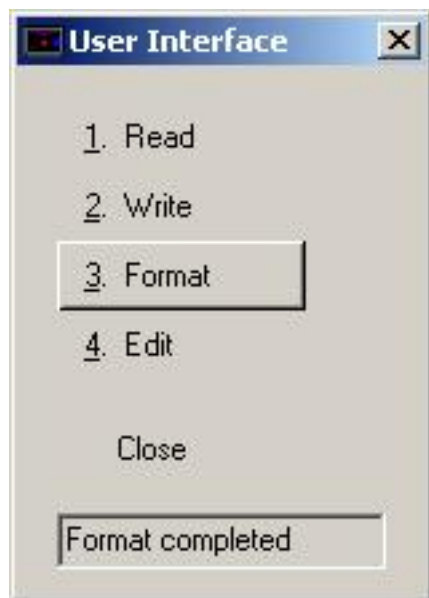 User Interface
1. Read
2. Write
3. Format
4. Edit
Close
Format completed